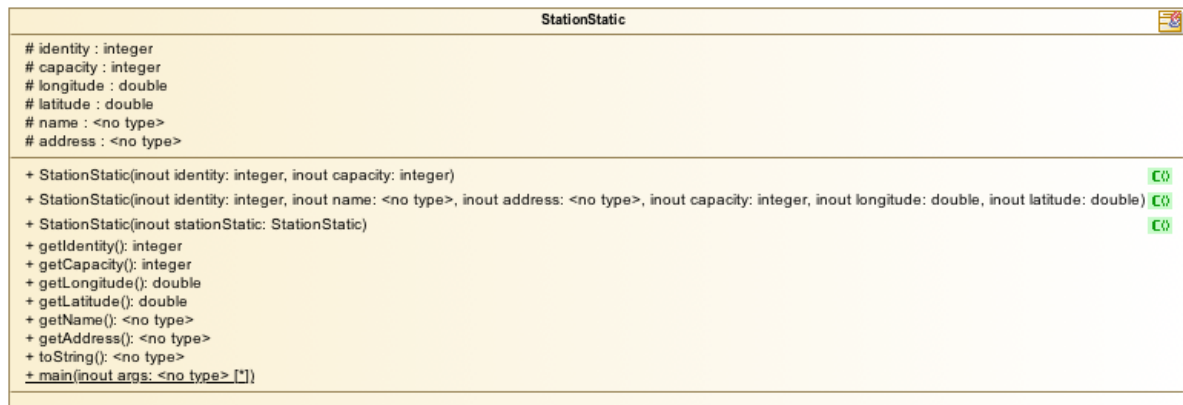 StationStatic
# identity : integer
# capacity : integer
# longitude : double
# latitude : double
# name : <no type>
# address : <no type>
+ StationStatic(inout identity: integer, inout capacity: integer)
C()
+ StationStatic(inout identity: integer, inout name: <no type>, inout address: <no type>, inout capacity: integer, inout longitude: double, inout latitude: double)
C()
+ StationStatic(inout stationStatic: StationStatic)
C()
+ getIdentity(): integer
+ getCapacity(): integer
+ getLongitude(): double
+ getLatitude(): double
+ getName(): <no type>
+ getAddress(): <no type>
+ toString(): <no type>
+ main(inout args: <no type> [*])